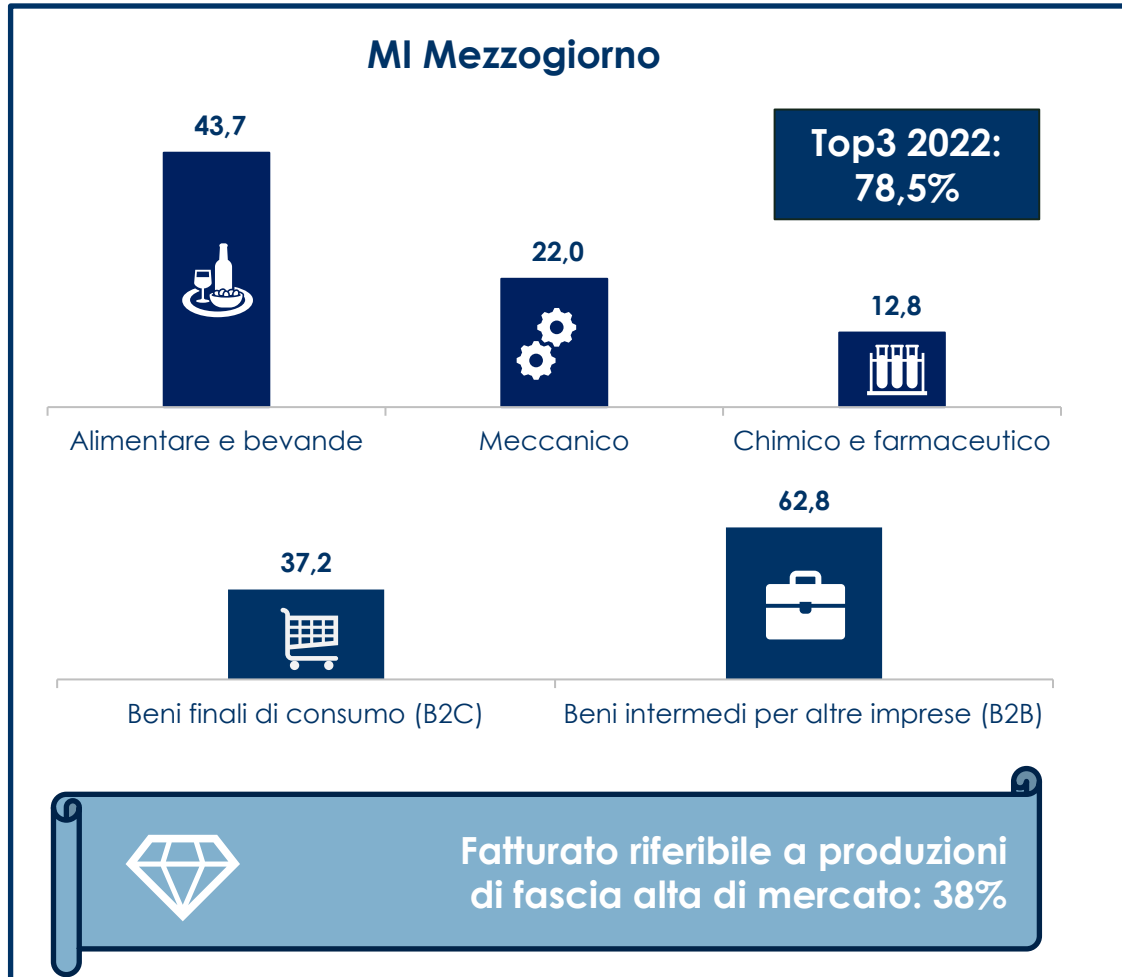 MI Mezzogiorno
43,7
Top3 2022:
78,5%
22,0
12,8
Alimentare e bevande
Meccanico
Chimico e farmaceutico
62,8
37,2
Beni finali di consumo (B2C)
Beni intermedi per altre imprese (B2B)
Fatturato riferibile a produzioni
di fascia alta di mercato: 38%